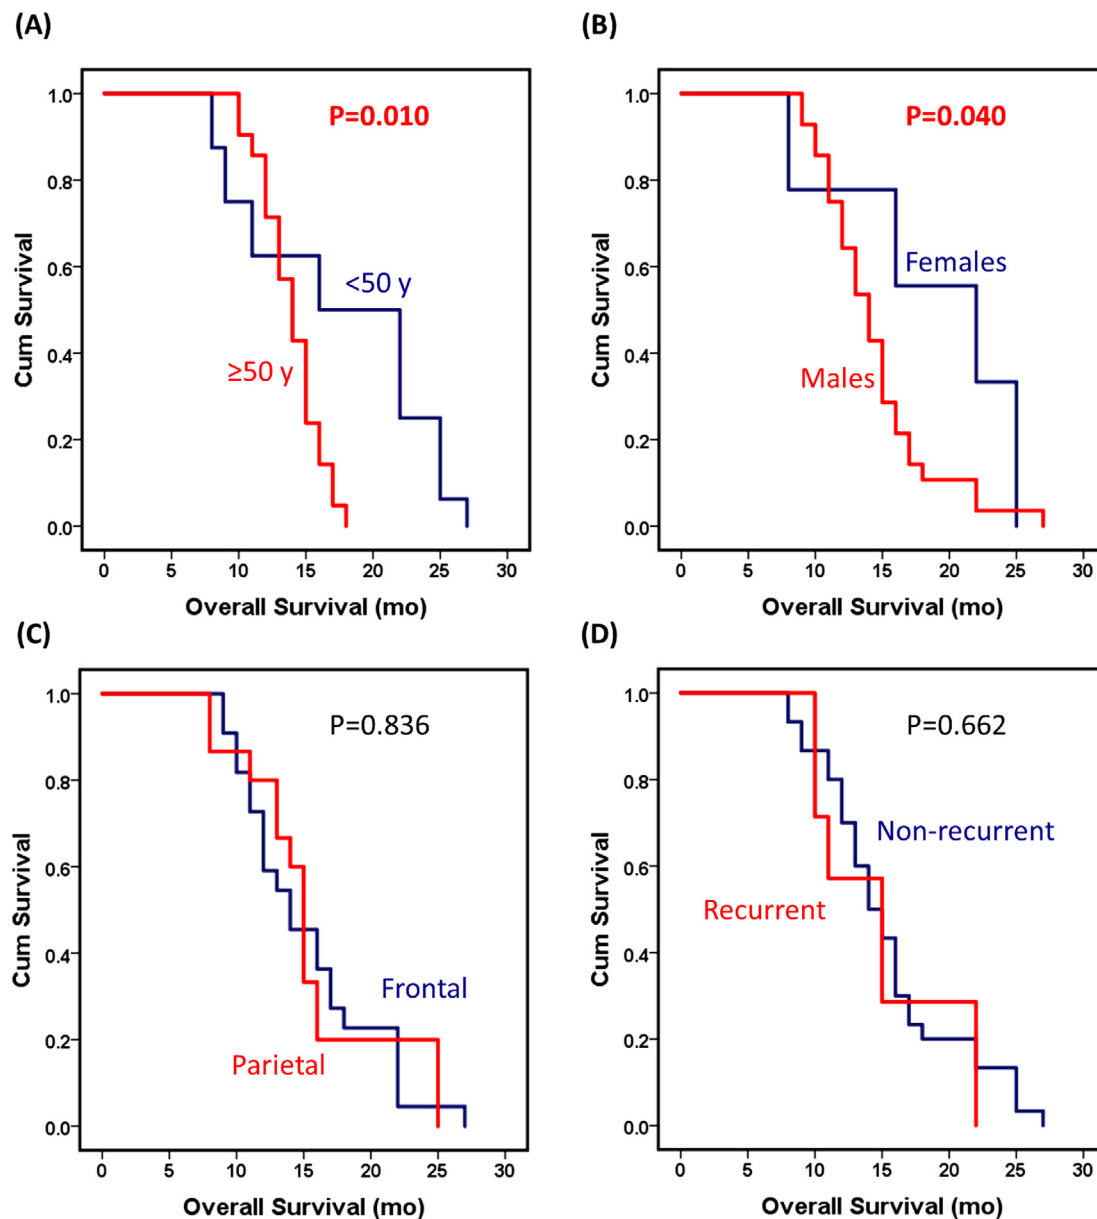 (A)
P=0.010
Cum Survival
1.0
0.8
0.6
0.4
0.2
0.0
<50 y
≥50 y
0 5 10 15 20 25 30
Overall Survival (mo)
(B)
P=0.040
Cum Survival
1.0
0.8
0.6
0.4
0.2
0.0
Females
Males
0 5 10 15 20 25 30
Overall Survival (mo)
(C)
P=0.836
Cum Survival
1.0
0.8
0.6
0.4
0.2
0.0
Frontal
Parietal
0 5 10 15 20 25 30
Overall Survival (mo)
(D)
P=0.662
Cum Survival
1.0
0.8
0.6
0.4
0.2
0.0
Non-recurrent
Recurrent
0 5 10 15 20 25 30
Overall Survival (mo)